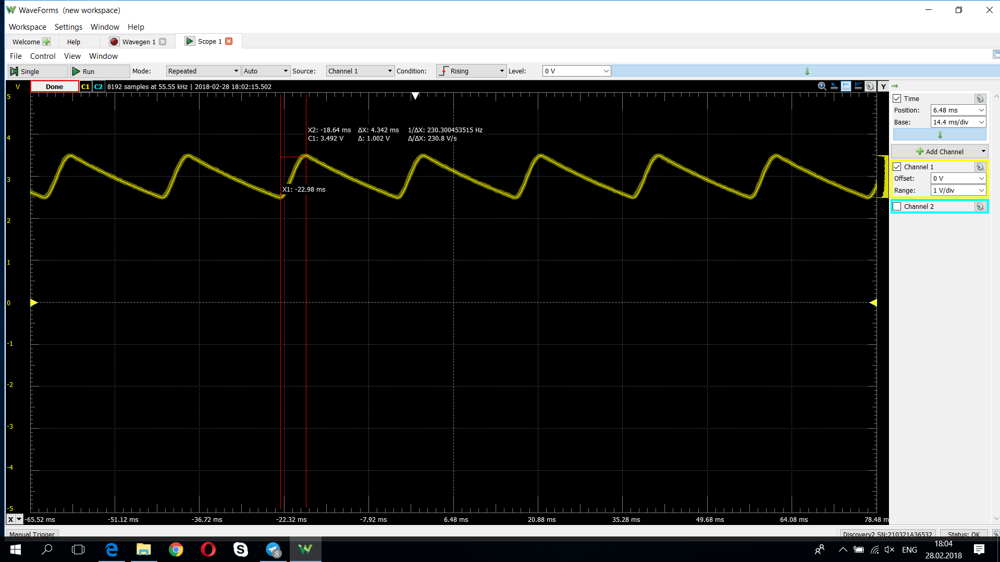 WaveForms (new workspace)
Workspace Settings Window Help
Welcome Help Wavegen 1 Scope 1
File Control View Window
Single Run Mode: Repeated Auto Source: Channel 1 Condition: Rising Level: 0 V
V Done C1 C2 8192 samples at 55.55 kHz | 2018-02-28 18:02:15.502 Y
5
4
3
2
1
0
-1
-2
-3
-4
-5
X2: -18.64 ms ΔX: 4.342 ms 1/ΔX: 230.300453515 Hz
C1: 3.492 V Δ: 1.002 V Δ/ΔX: 230.8 V/s
X1: -22.98 ms
Time
Position: 6.48 ms
Base: 14.4 ms/div
Add Channel
Channel 1
Offset: 0 V
Range: 1 V/div
Channel 2
X -65.52 ms -51.12 ms -36.72 ms -22.32 ms -7.92 ms 6.48 ms 20.88 ms 35.28 ms 49.68 ms 64.08 ms 78.48 m
Manual Trigger Discovery2 SN:210321A36532 Status: OK
8 ENG 18:04
28.02.2018